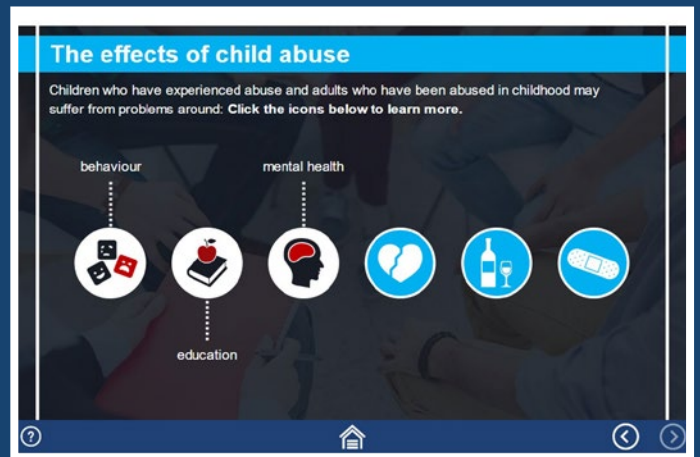 The effects of child abuse
Children who have experienced abuse and adults who have been abused in childhood may
suffer from problems around: Click the icons below to learn more.
behaviour
mental health
education
?